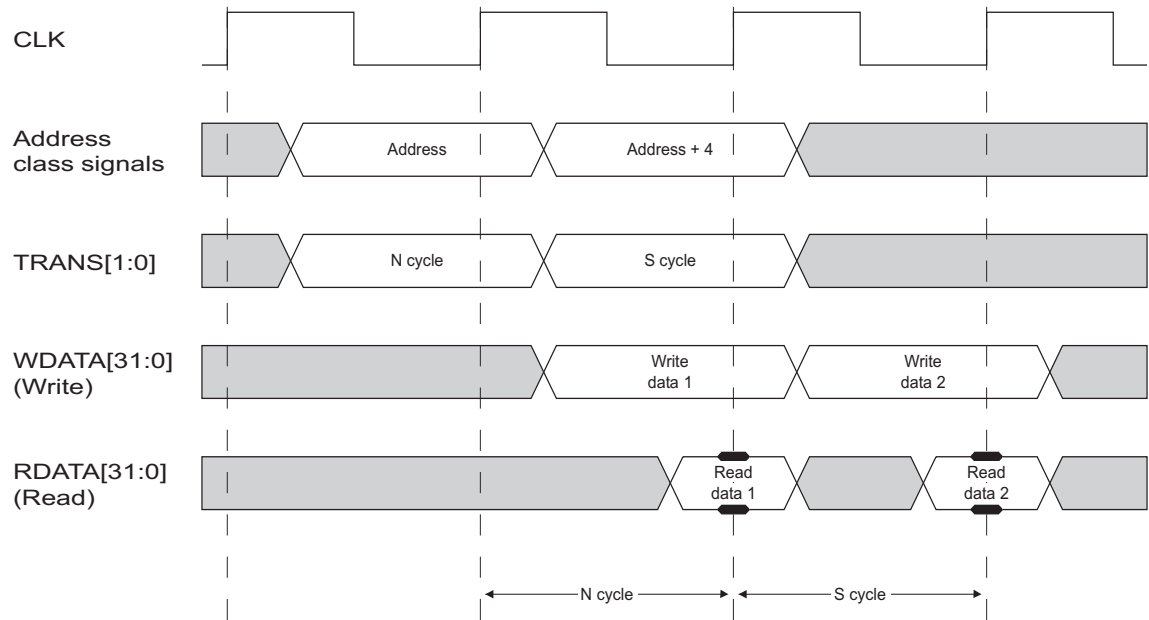 CLK
Address
class signals
Address
Address + 4
TRANS[1:0]
N cycle
S cycle
WDATA[31:0]
(Write)
Write
data 1
Write
data 2
RDATA[31:0]
(Read)
Read
data 1
Read
data 2
N cycle
S cycle